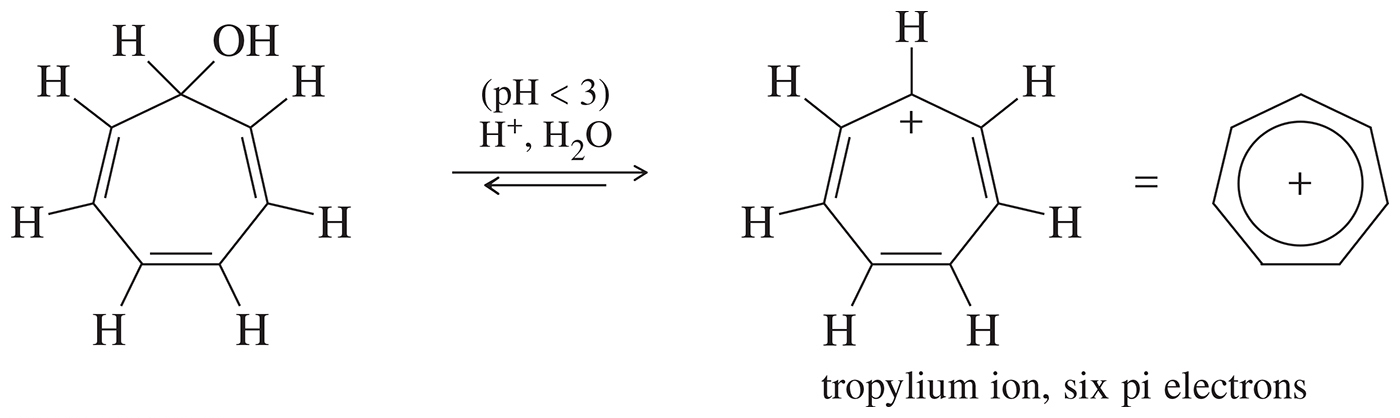 H OH
H H
H H
H H
(pH < 3)
H⁺, H₂O
H
H H
+
H H
H H
=
+
tropylium ion, six pi electrons